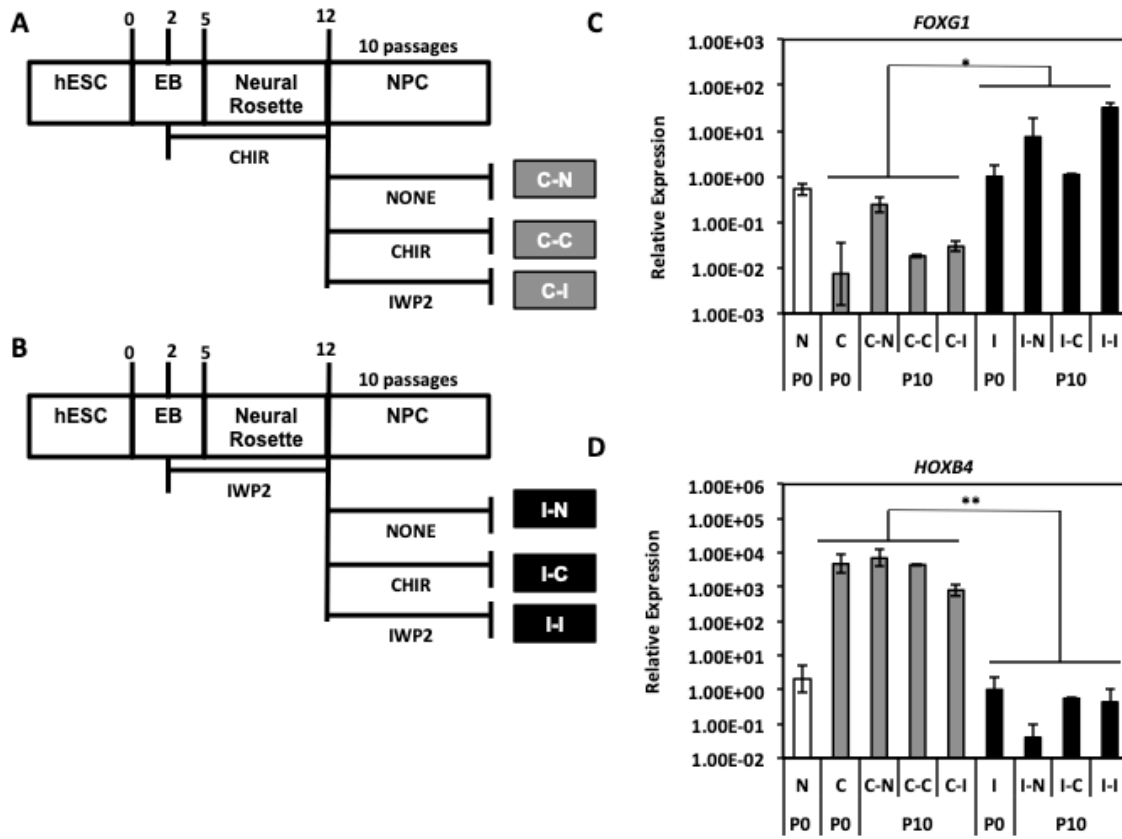 A
0 2 5 12
10 passages
hESC EB Neural Rosette NPC
CHIR
NONE
C-N
CHIR
C-C
IWP2
C-I
B
0 2 5 12
10 passages
hESC EB Neural Rosette NPC
IWP2
NONE
I-N
CHIR
I-C
IWP2
I-I
C
FOXG1
Relative Expression
1.00E+03
1.00E+02
1.00E+01
1.00E+00
1.00E-01
1.00E-02
1.00E-03
*
N C C-N C-C C-I I I-N I-C I-I
P0 P0 P10 P0 P10
D
HOXB4
Relative Expression
1.00E+06
1.00E+05
1.00E+04
1.00E+03
1.00E+02
1.00E+01
1.00E+00
1.00E-01
1.00E-02
**
N C C-N C-C C-I I I-N I-C I-I
P0 P0 P10 P0 P10